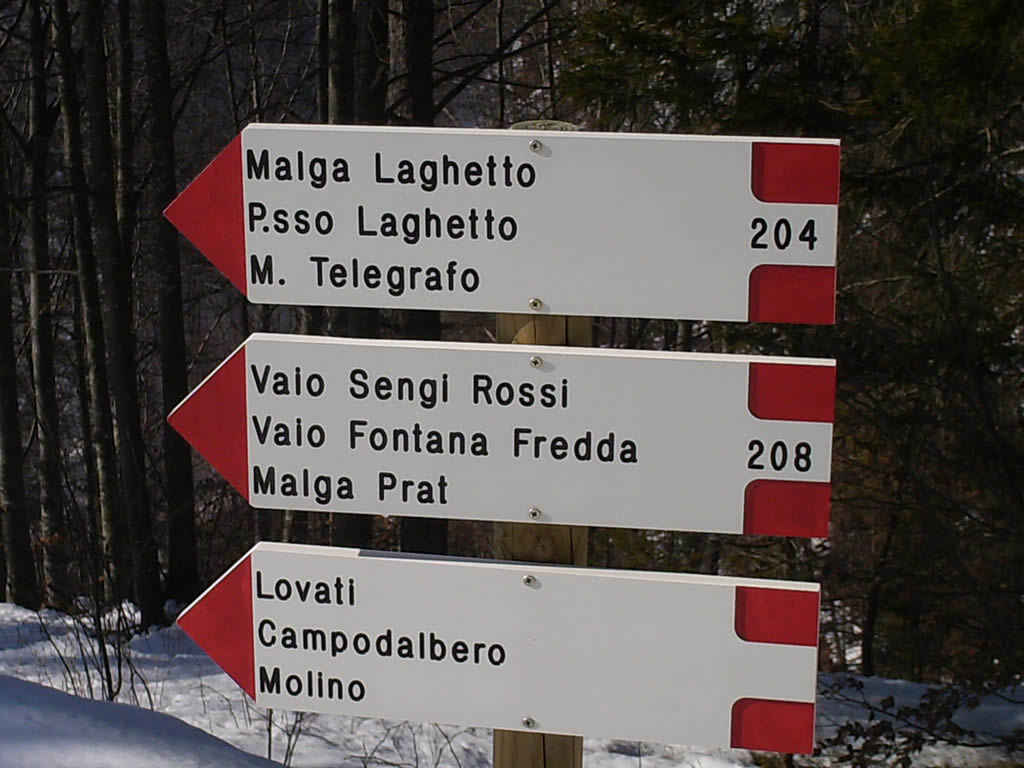 Malga Laghetto
P.sso Laghetto
204
M. Telegrafo
Vaio Sengi Rossi
Vaio Fontana Fredda
208
Malga Prat
Lovati
Campodalbero
Molino